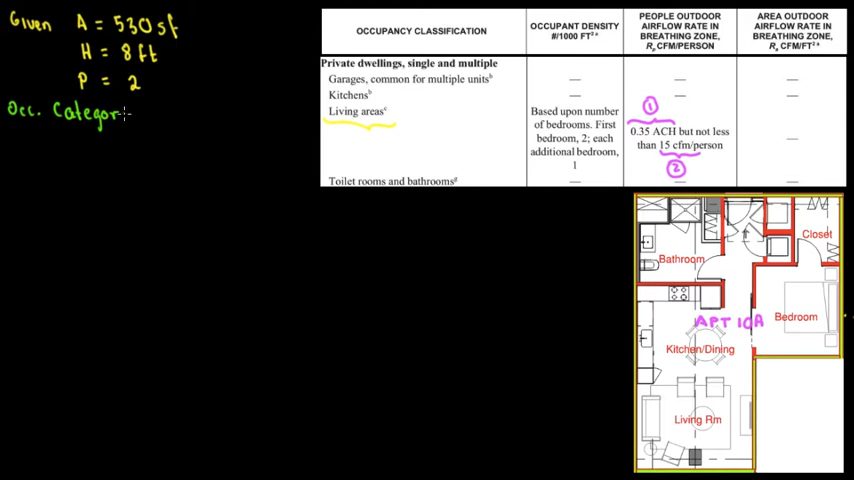 Given A = 530 sf
H = 8 ft
P = 2
Occ. Categor
OCCUPANCY CLASSIFICATION
OCCUPANT DENSITY
#/1000 FT² a
PEOPLE OUTDOOR
AIRFLOW RATE IN
BREATHING ZONE,
Rp CFM/PERSON
AREA OUTDOOR
AIRFLOW RATE IN
BREATHING ZONE,
Ra CFM/FT² a
Private dwellings, single and multiple
Garages, common for multiple unitsᵇ — — —
Kitchensᵇ — — —
Living areasᶜ
Based upon number
of bedrooms. First
bedroom, 2; each
additional bedroom,
1
1
0.35 ACH but not less
than 15 cfm/person
2
—
Toilet rooms and bathroomsᵍ — — —
Closet
Bathroom
Bedroom
APT 10A
Kitchen/Dining
Living Rm